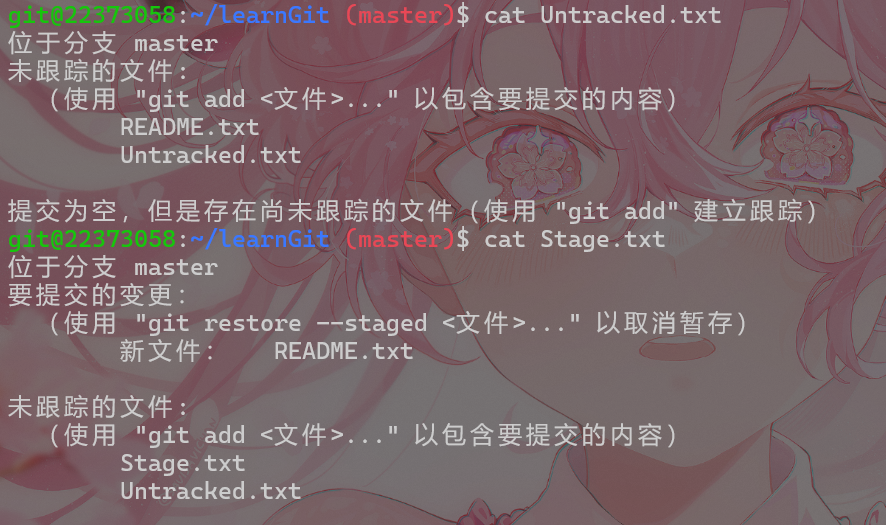 git@22373058:~/learnGit (master)$ cat Untracked.txt
位于分支 master
未跟踪的文件：
（使用 "git add <文件>..." 以包含要提交的内容）
README.txt
Untracked.txt
提交为空，但是存在尚未跟踪的文件（使用 "git add" 建立跟踪）
git@22373058:~/learnGit (master)$ cat Stage.txt
位于分支 master
要提交的变更：
（使用 "git restore --staged <文件>..." 以取消暂存）
新文件： README.txt
未跟踪的文件：
（使用 "git add <文件>..." 以包含要提交的内容）
Stage.txt
Untracked.txt